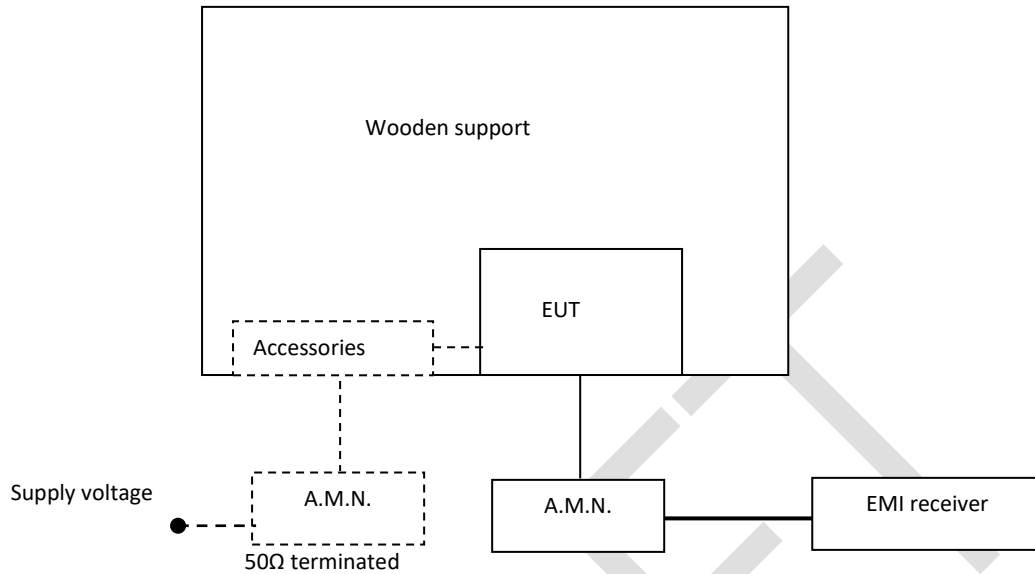 Wooden support
EUT
Accessories
Supply voltage
A.M.N.
A.M.N.
EMI receiver
50Ω terminated